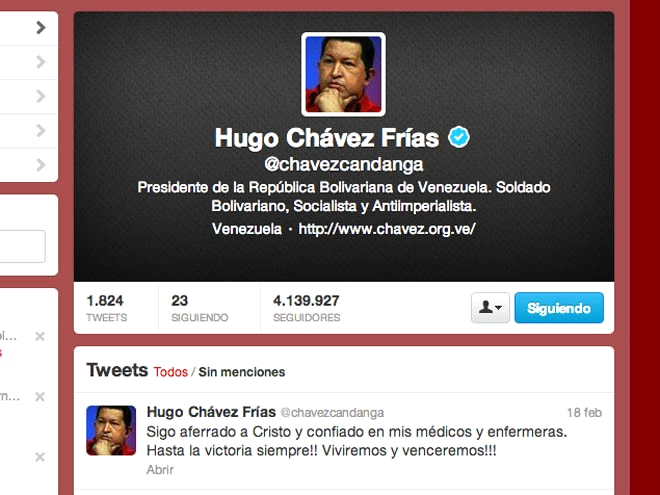 Hugo Chávez Frías
@chavezcandanga
Presidente de la República Bolivariana de Venezuela. Soldado
Bolivariano, Socialista y Antiimperialista.
Venezuela · http://www.chavez.org.ve/
1.824 23 4.139.927
TWEETS SIGUIENDO SEGUIDORES
Siguiendo
Tweets Todos / Sin menciones
Hugo Chávez Frías @chavezcandanga 18 feb
Sigo aferrado a Cristo y confiado en mis médicos y enfermeras.
Hasta la victoria siempre!! Viviremos y venceremos!!!
Abrir